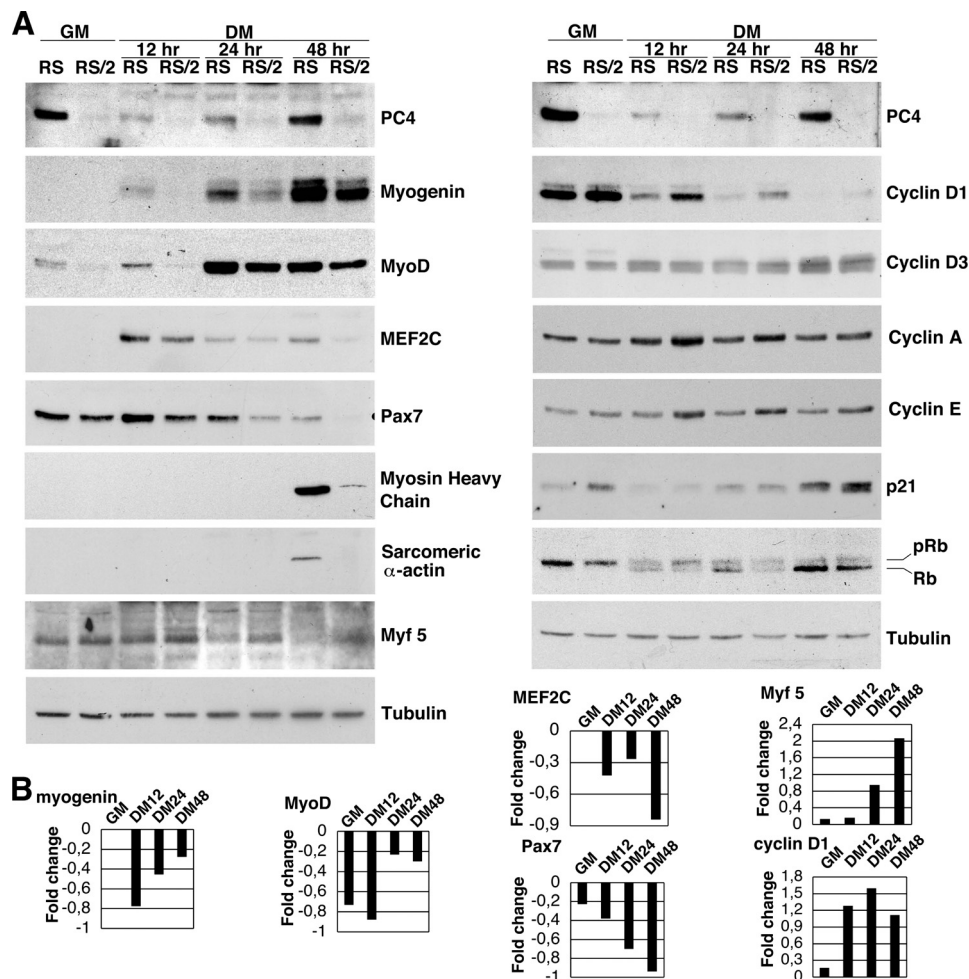 A
GM DM
12 hr 24 hr 48 hr
RS RS/2 RS RS/2 RS RS/2 RS RS/2
PC4
Myogenin
MyoD
MEF2C
Pax7
Myosin Heavy
Chain
Sarcomeric
α-actin
Myf 5
Tubulin
GM DM
12 hr 24 hr 48 hr
RS RS/2 RS RS/2 RS RS/2 RS RS/2
PC4
Cyclin D1
Cyclin D3
Cyclin A
Cyclin E
p21
pRb
Rb
Tubulin
B
myogenin
GM DM12 DM24 DM48
Fold change
0
-0,2
-0,4
-0,6
-0,8
-1
MyoD
GM DM12 DM24 DM48
Fold change
0
-0,2
-0,4
-0,6
-0,8
-1
MEF2C
GM DM12 DM24 DM48
Fold change
0
-0,3
-0,6
-0,9
Myf 5
GM DM12 DM24 DM48
Fold change
2,4
2
1,6
1,2
0,8
0,4
0
Pax7
GM DM12 DM24 DM48
Fold change
0
-0,2
-0,4
-0,6
-0,8
-1
cyclin D1
GM DM12 DM24 DM48
Fold change
1,8
1,5
1,2
0,9
0,6
0,3
0